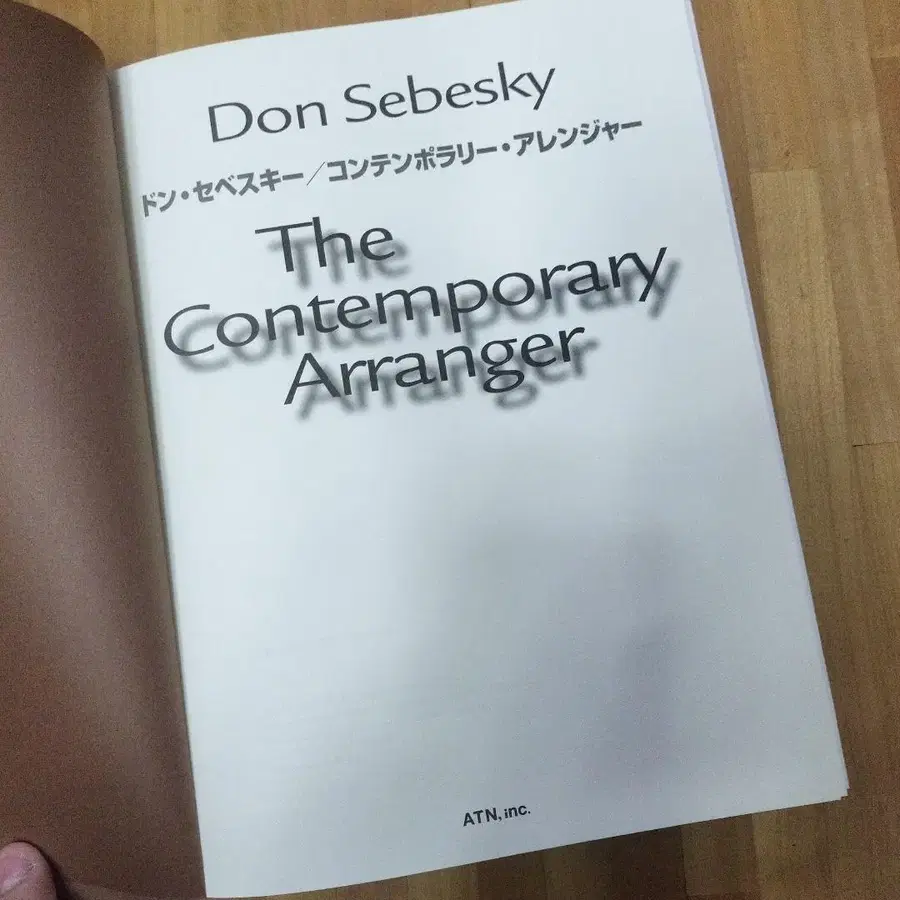 Don Sebesky
ドン・セベスキー／コンテンポラリー・アレンジャー
The
Contemporary
Arranger
ATN, inc.